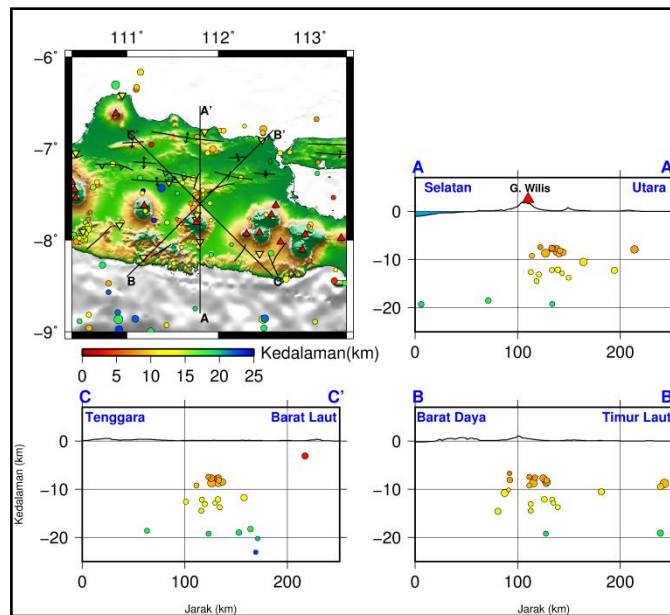 111° 112° 113°
−6°
−7°
−8°
−9°
A'
C'
B'
B
C
A
Kedalaman(km)
0 5 10 15 20 25
A A
Selatan G. Wilis Utara
0
−10
−20
0 100 200
C C'
Tenggara Barat Laut
0
−10
−20
0 100 200
Kedalaman (km)
Jarak (km)
B B
Barat Daya Timur Laut
0
−10
−20
0 100 200
Jarak (km)